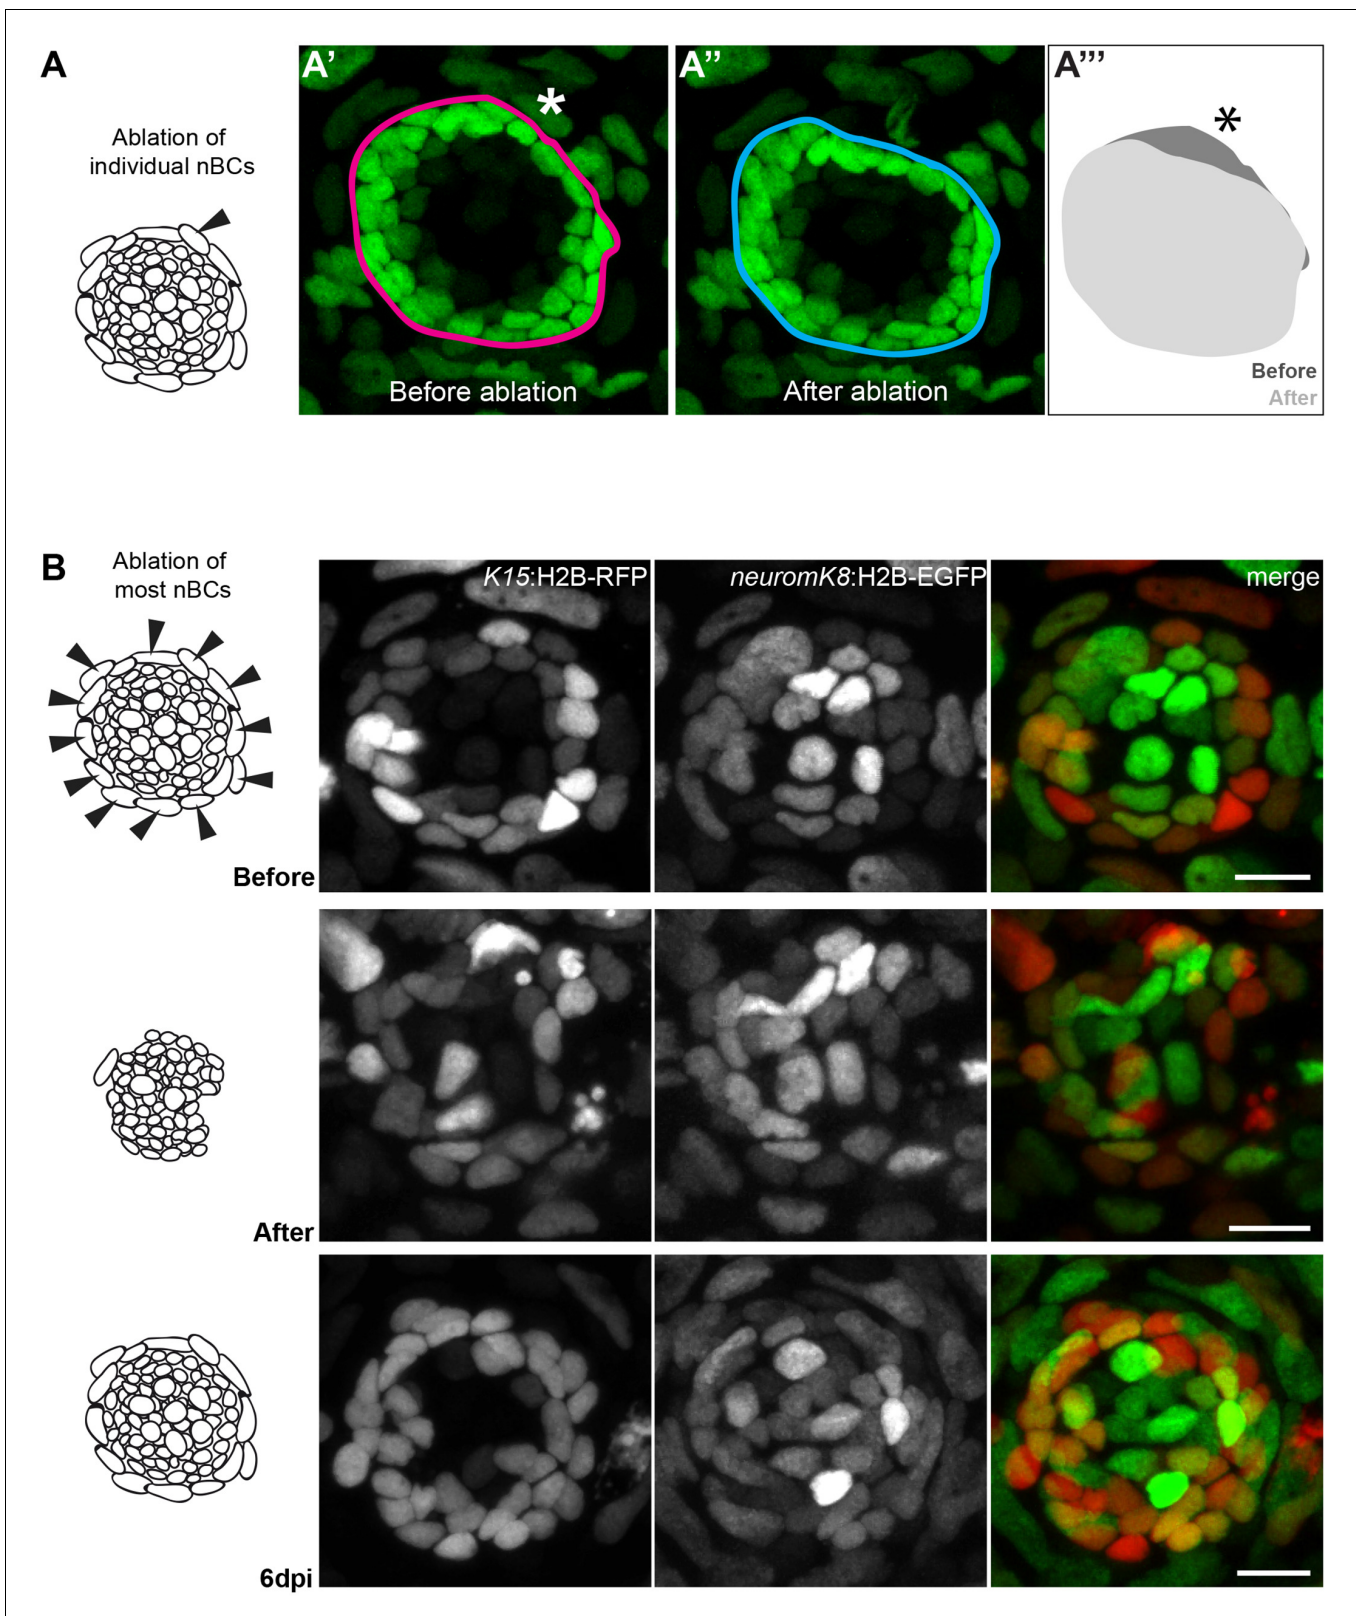 A
Ablation of
individual nBCs
A’
*
Before ablation
A’’
After ablation
A’’’
*
Before
After
B
Ablation of
most nBCs
K15:H2B-RFP
neuromK8:H2B-EGFP
merge
Before
After
6dpi